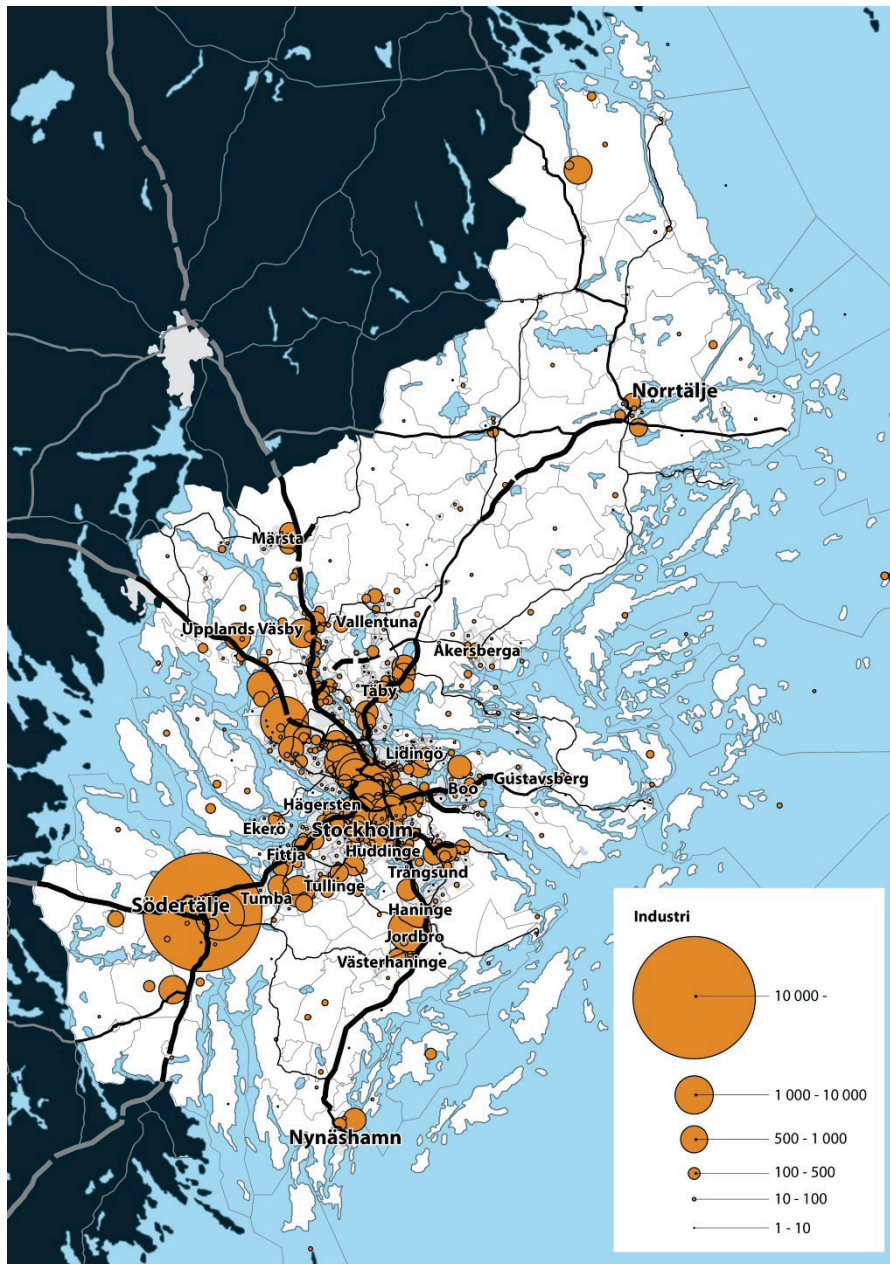 Norrtälje
Märsta
Upplands Väsby
Vallentuna
Åkersberga
Täby
Lidingö
Boo
Gustavsberg
Hägersten
Ekerö
Stockholm
Fittja
Huddinge
Trångsund
Tumba
Tullinge
Södertälje
Haninge
Jordbro
Västerhaninge
Nynäshamn
Industri
10 000 -
1 000 - 10 000
500 - 1 000
100 - 500
10 - 100
1 - 10